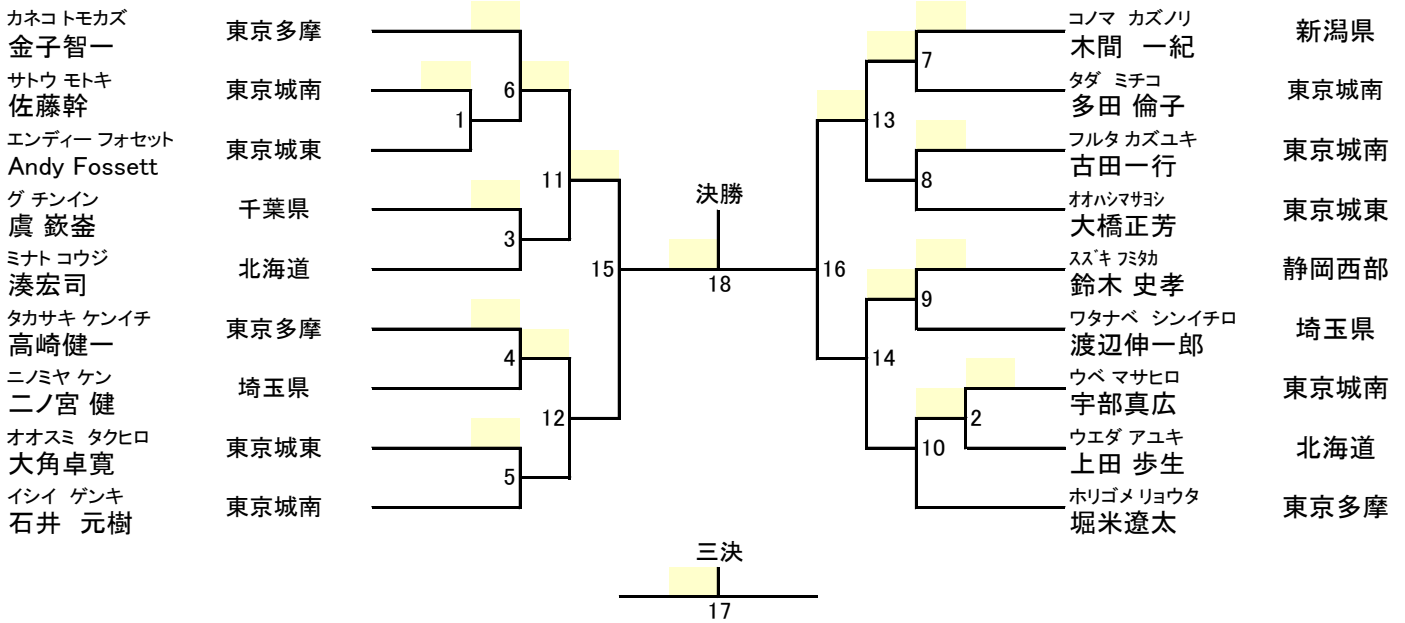 カネコ トモカズ
金子智一
東京多摩
サトウ モトキ
佐藤幹
東京城南
エンディー フォセット
Andy Fossett
東京城東
グ チンイン
虞 嶔崟
千葉県
ミナト コウジ
湊宏司
北海道
タカサキ ケンイチ
高崎健一
東京多摩
ニノミヤ ケン
二ノ宮 健
埼玉県
オオスミ タクヒロ
大角卓寛
東京城東
イシイ ゲンキ
石井 元樹
東京城南
1
6
3
11
4
5
12
15
決勝
18
三決
17
16
13
14
7
8
9
2
10
コノマ カズノリ
木間 一紀
新潟県
タダ ミチコ
多田 倫子
東京城南
フルタ カズユキ
古田一行
東京城南
オオハシマサヨシ
大橋正芳
東京城東
スズキ フミタカ
鈴木 史孝
静岡西部
ワタナベ シンイチロ
渡辺伸一郎
埼玉県
ウベ マサヒロ
宇部真広
東京城南
ウエダ アユキ
上田 歩生
北海道
ホリゴメ リョウタ
堀米遼太
東京多摩